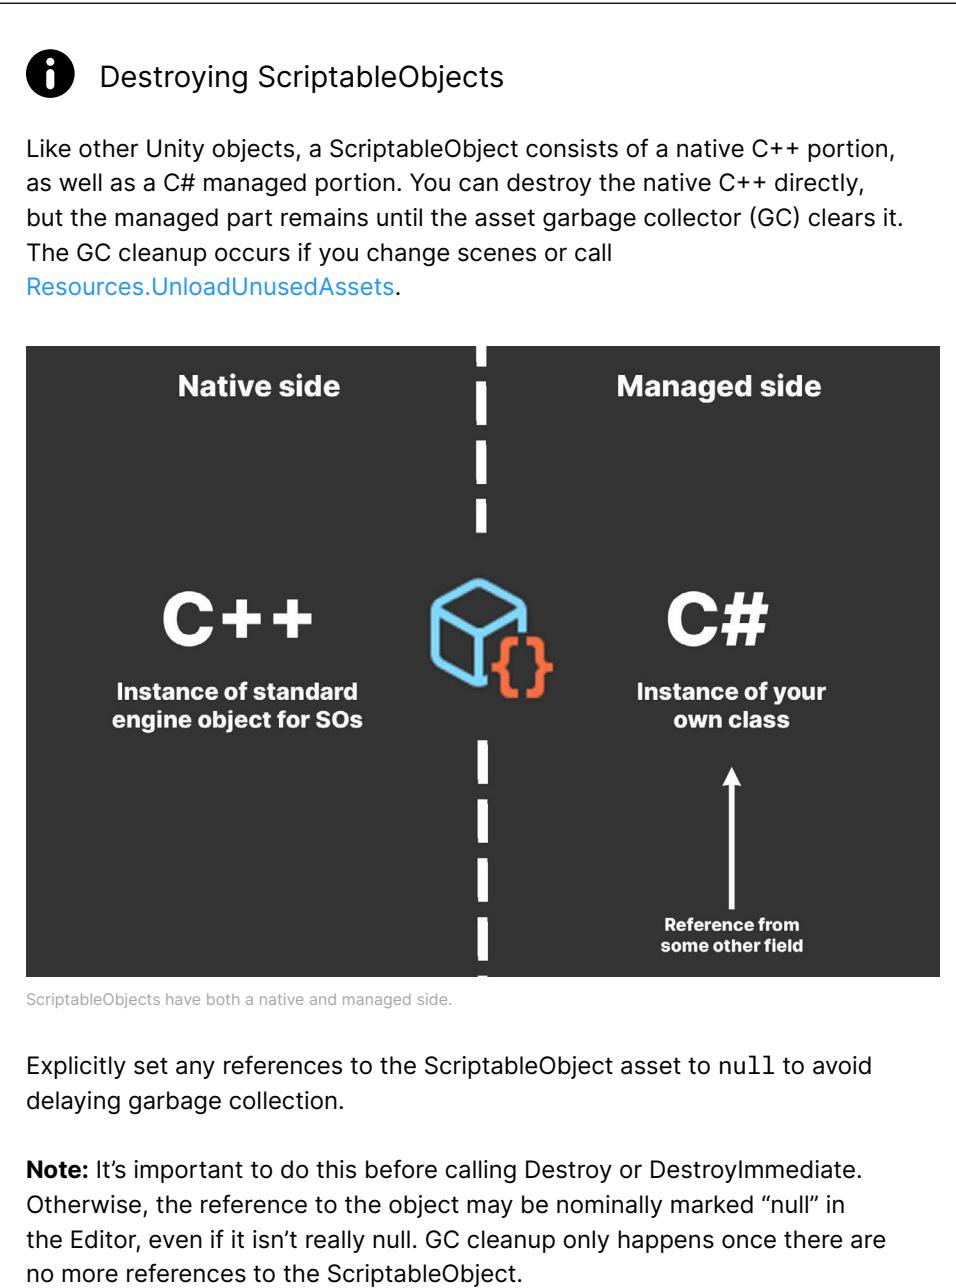 Destroying ScriptableObjects
Like other Unity objects, a ScriptableObject consists of a native C++ portion,
as well as a C# managed portion. You can destroy the native C++ directly,
but the managed part remains until the asset garbage collector (GC) clears it.
The GC cleanup occurs if you change scenes or call
Resources.UnloadUnusedAssets.
Native side
Managed side
C++
C#
Instance of standard
engine object for SOs
Instance of your
own class
Reference from
some other field
ScriptableObjects have both a native and managed side.
Explicitly set any references to the ScriptableObject asset to null to avoid
delaying garbage collection.
Note: It’s important to do this before calling Destroy or DestroyImmediate.
Otherwise, the reference to the object may be nominally marked “null” in
the Editor, even if it isn’t really null. GC cleanup only happens once there are
no more references to the ScriptableObject.